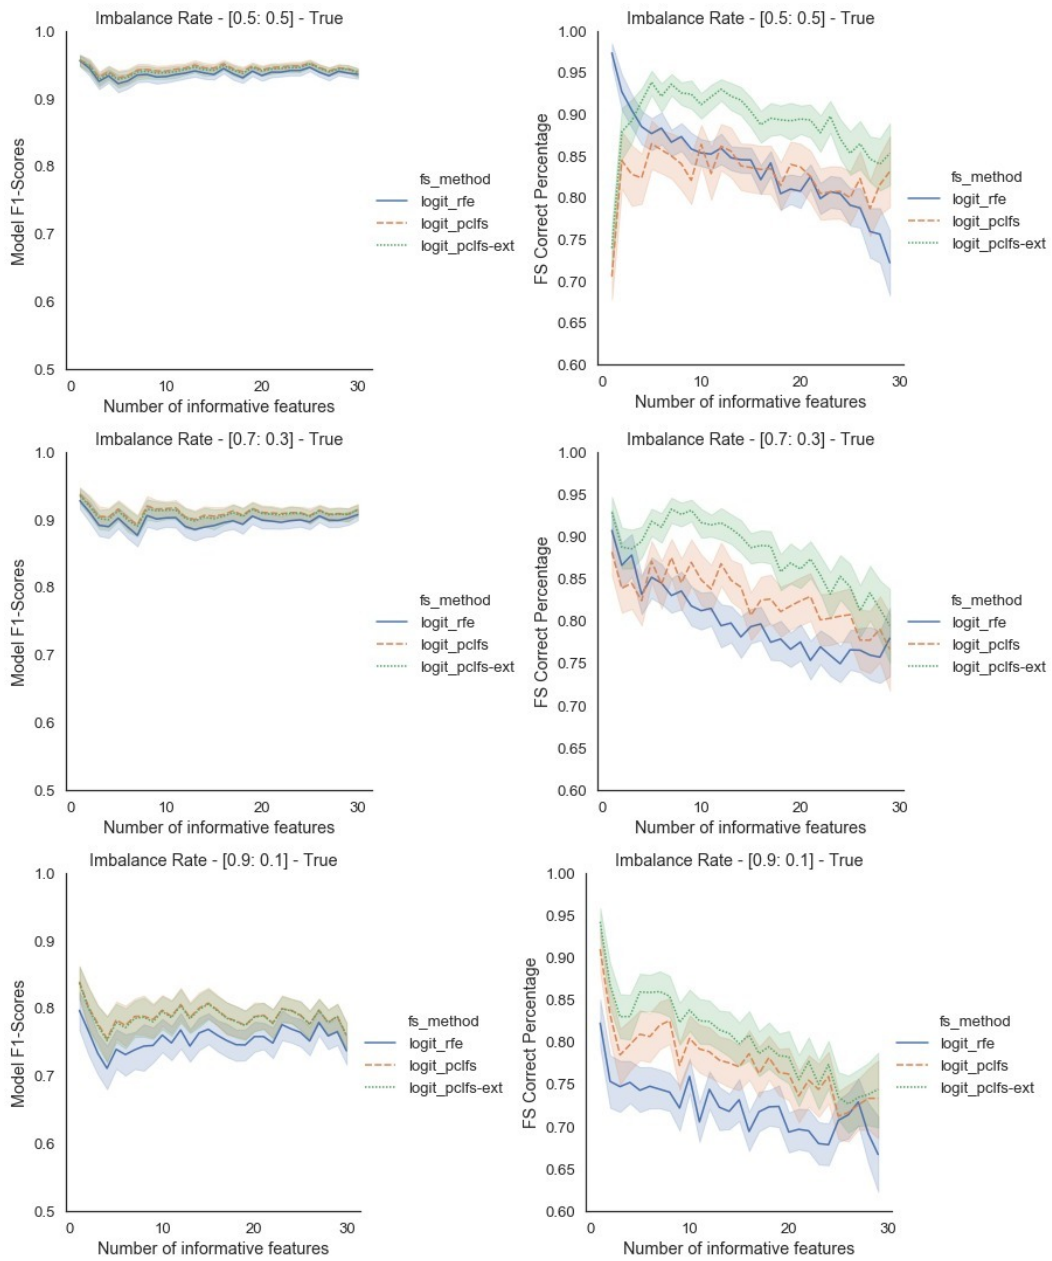 Imbalance Rate - [0.5: 0.5] - True
1.0
0.9
0.8
0.7
0.6
0.5
Model F1-Scores
0 10 20 30
Number of informative features
fs_method
logit_rfe
logit_pclfs
logit_pclfs-ext
Imbalance Rate - [0.5: 0.5] - True
1.00
0.95
0.90
0.85
0.80
0.75
0.70
0.65
0.60
FS Correct Percentage
0 10 20 30
Number of informative features
fs_method
logit_rfe
logit_pclfs
logit_pclfs-ext
Imbalance Rate - [0.7: 0.3] - True
1.0
0.9
0.8
0.7
0.6
0.5
Model F1-Scores
0 10 20 30
Number of informative features
fs_method
logit_rfe
logit_pclfs
logit_pclfs-ext
Imbalance Rate - [0.7: 0.3] - True
1.00
0.95
0.90
0.85
0.80
0.75
0.70
0.65
0.60
FS Correct Percentage
0 10 20 30
Number of informative features
fs_method
logit_rfe
logit_pclfs
logit_pclfs-ext
Imbalance Rate - [0.9: 0.1] - True
1.0
0.9
0.8
0.7
0.6
0.5
Model F1-Scores
0 10 20 30
Number of informative features
fs_method
logit_rfe
logit_pclfs
logit_pclfs-ext
Imbalance Rate - [0.9: 0.1] - True
1.00
0.95
0.90
0.85
0.80
0.75
0.70
0.65
0.60
FS Correct Percentage
0 10 20 30
Number of informative features
fs_method
logit_rfe
logit_pclfs
logit_pclfs-ext